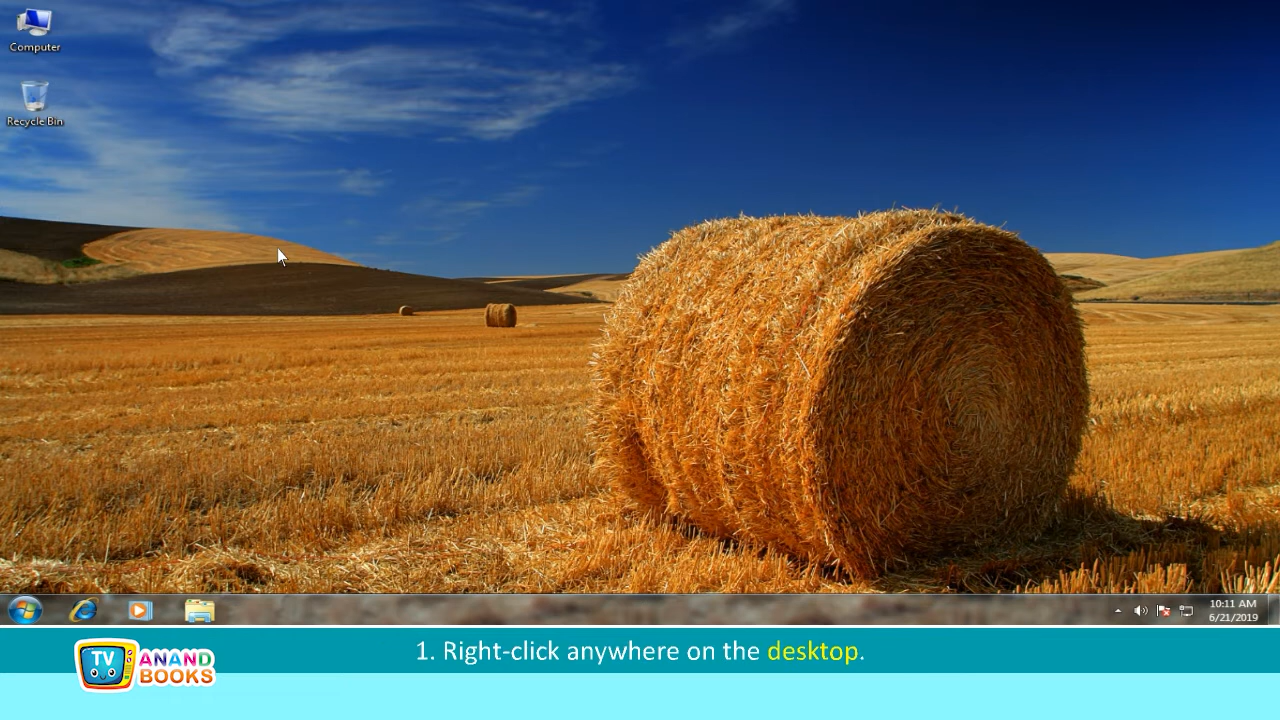 Computer
Recycle Bin
10:11 AM
6/21/2019
1. Right-click anywhere on the desktop.
TV
ANAND
BOOKS